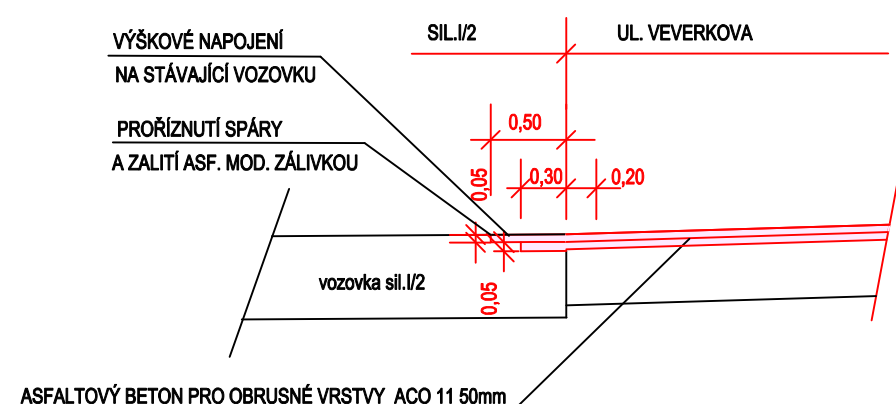 VÝŠKOVÉ NAPOJENÍ
NA STÁVAJÍCÍ VOZOVKU
SIL.I/2
UL. VEVERKOVA
PROŘÍZNUTÍ SPÁRY
A ZALITÍ ASF. MOD. ZÁLIVKOU
0,50
0,05
0,30
0,20
vozovka sil.I/2
0,05
ASFALTOVÝ BETON PRO OBRUSNÉ VRSTVY ACO 11 50mm